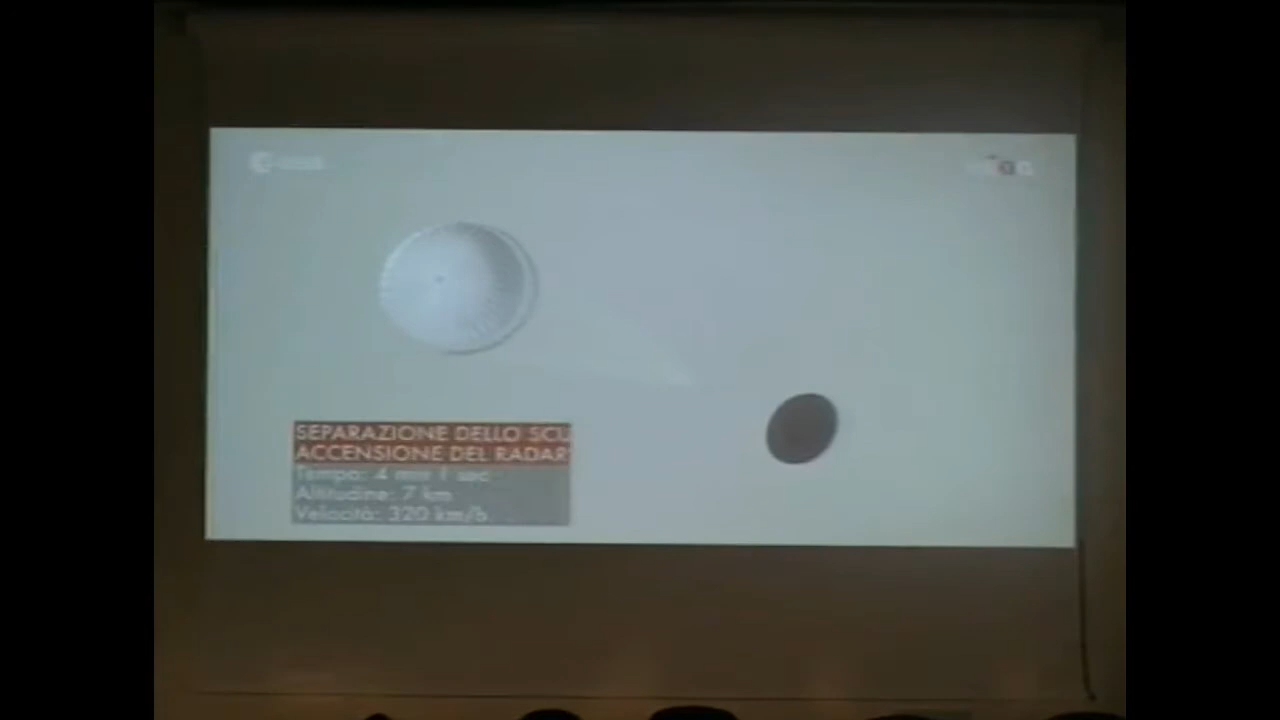 SEPARAZIONE DELLO SCU
ACCENSIONE DEL RADAR
Tempo: 4 min 1 sec
Altitudine: 7 km
Velocità: 320 km/h